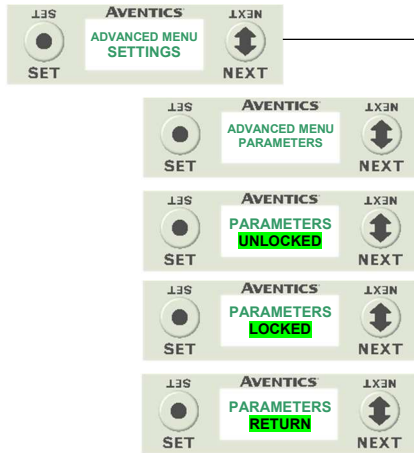 SET AVENTICS NEXT
ADVANCED MENU
SETTINGS
SET NEXT
SET AVENTICS NEXT
ADVANCED MENU
PARAMETERS
SET NEXT
SET AVENTICS NEXT
PARAMETERS
UNLOCKED
SET NEXT
SET AVENTICS NEXT
PARAMETERS
LOCKED
SET NEXT
SET AVENTICS NEXT
PARAMETERS
RETURN
SET NEXT